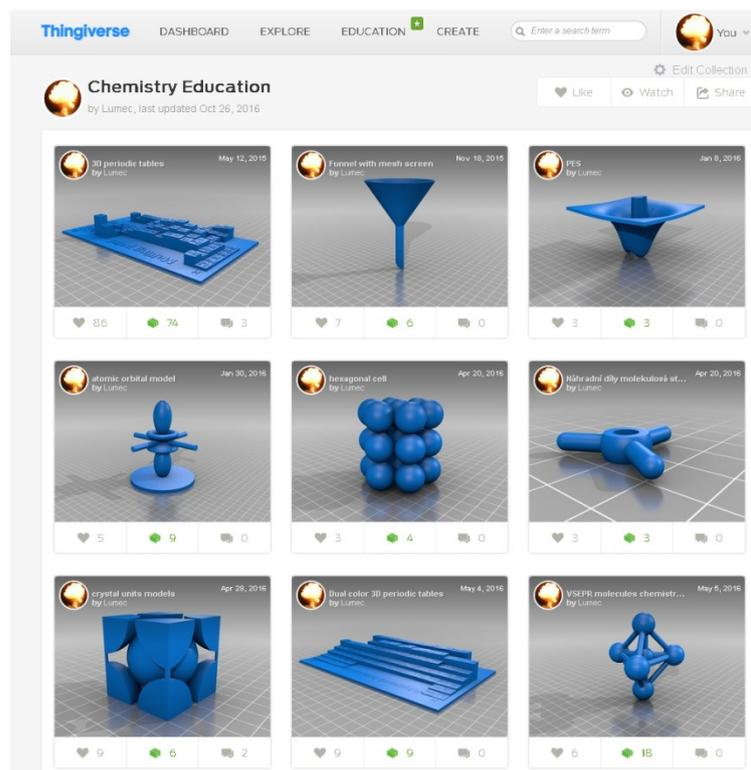 Thingiverse DASHBOARD EXPLORE EDUCATION CREATE Enter a search term You
Edit Collection
Chemistry Education
by Lumec, last updated Oct 26, 2016
Like Watch Share
3D periodic tables May 12, 2015
by Lumec
Funnel with mesh screen Nov 18, 2015
by Lumec
PES Jan 8, 2016
by Lumec
86 74 3
7 6 0
3 3 0
atomic orbital model Jan 30, 2016
by Lumec
hexagonal cell Apr 20, 2016
by Lumec
Náhradní díly molekulová st... Apr 20, 2016
by Lumec
5 9 0
3 4 0
3 3 0
crystal units models Apr 28, 2016
by Lumec
Dual color 3D periodic tables May 4, 2016
by Lumec
VSEPR molecules chemistr... May 5, 2016
by Lumec
9 6 2
9 9 0
6 18 0